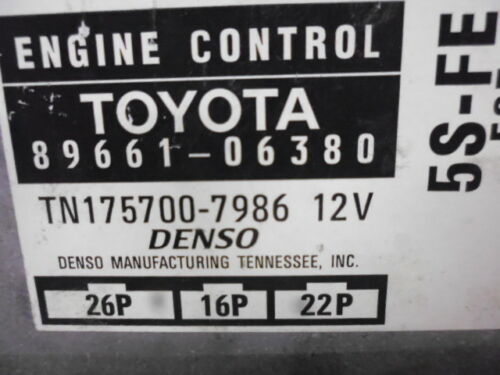 ENGINE CONTROL
TOYOTA
89661-06380
TN175700-7986 12V
DENSO
DENSO MANUFACTURING TENNESSEE, INC.
26P 16P 22P
5S-FE